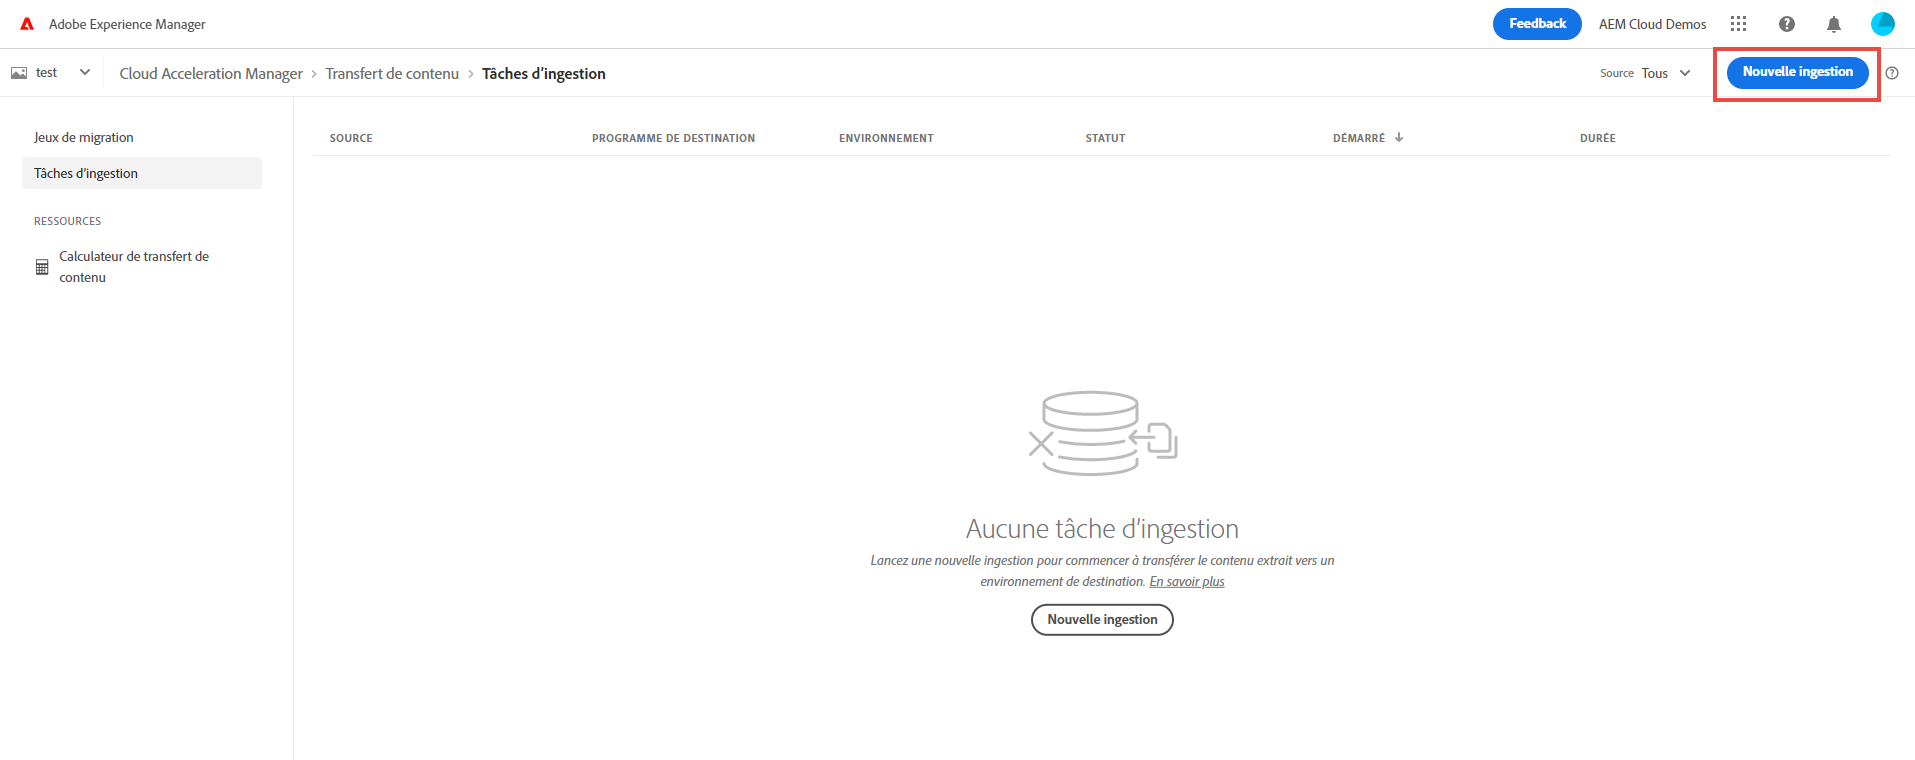 Adobe Experience Manager
Feedback
AEM Cloud Demos
test
Cloud Acceleration Manager > Transfert de contenu > Tâches d’ingestion
Source Tous
Nouvelle ingestion
Jeux de migration
Tâches d’ingestion
RESSOURCES
Calculateur de transfert de
contenu
SOURCE PROGRAMME DE DESTINATION ENVIRONNEMENT STATUT DÉMARRÉ ↓ DURÉE
Aucune tâche d’ingestion
Lancez une nouvelle ingestion pour commencer à transférer le contenu extrait vers un
environnement de destination. En savoir plus
Nouvelle ingestion